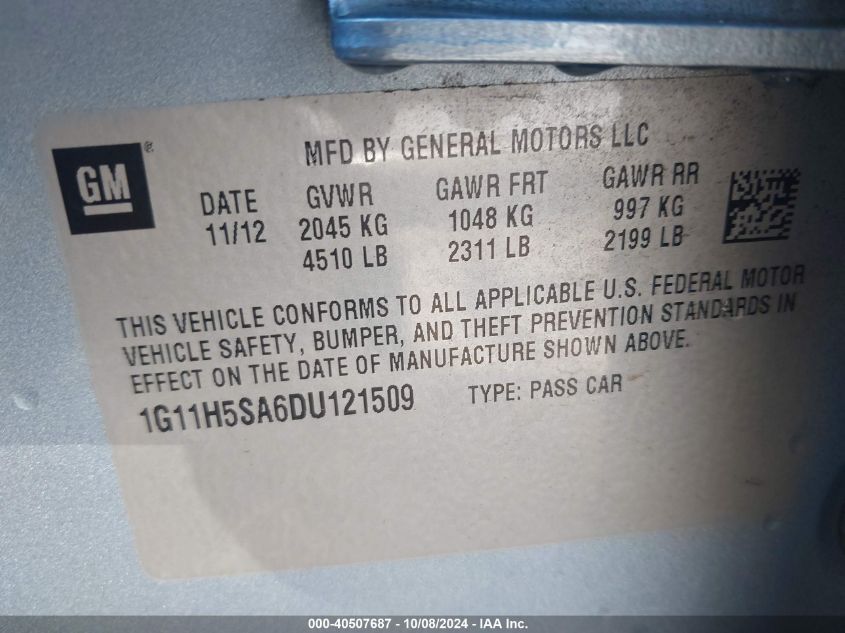 GM®
MFD BY GENERAL MOTORS LLC
DATE GVWR GAWR FRT GAWR RR
11/12 2045 KG 1048 KG 997 KG
4510 LB 2311 LB 2199 LB
THIS VEHICLE CONFORMS TO ALL APPLICABLE U.S. FEDERAL MOTOR
VEHICLE SAFETY, BUMPER, AND THEFT PREVENTION STANDARDS IN
EFFECT ON THE DATE OF MANUFACTURE SHOWN ABOVE.
1G11H5SA6DU121509 TYPE: PASS CAR
000-40507687 - 10/08/2024 - IAA Inc.